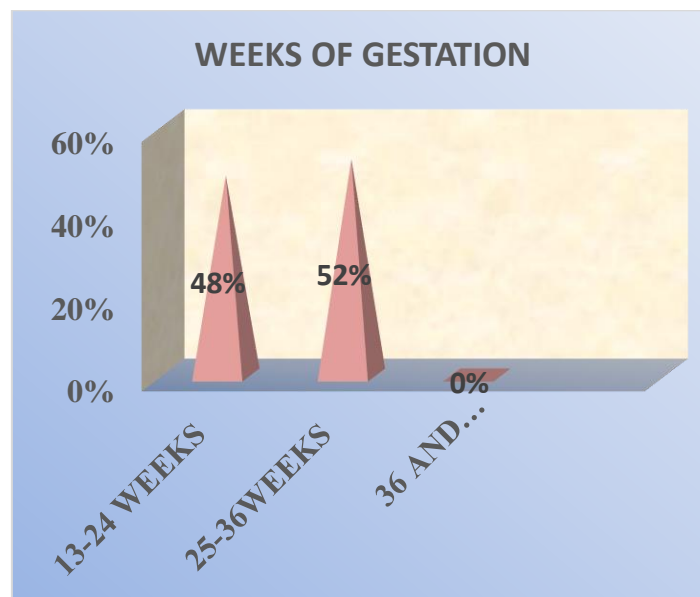 WEEKS OF GESTATION
60%
40%
20%
0%
48%
52%
0%
13-24 WEEKS
25-36WEEKS
36 AND…